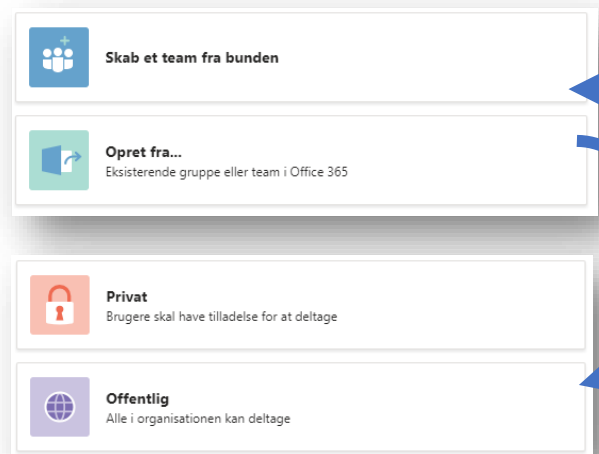 Skab et team fra bunden
Opret fra...
Eksisterende gruppe eller team i Office 365
Privat
Brugere skal have tilladelse for at deltage
Offentlig
Alle i organisationen kan deltage